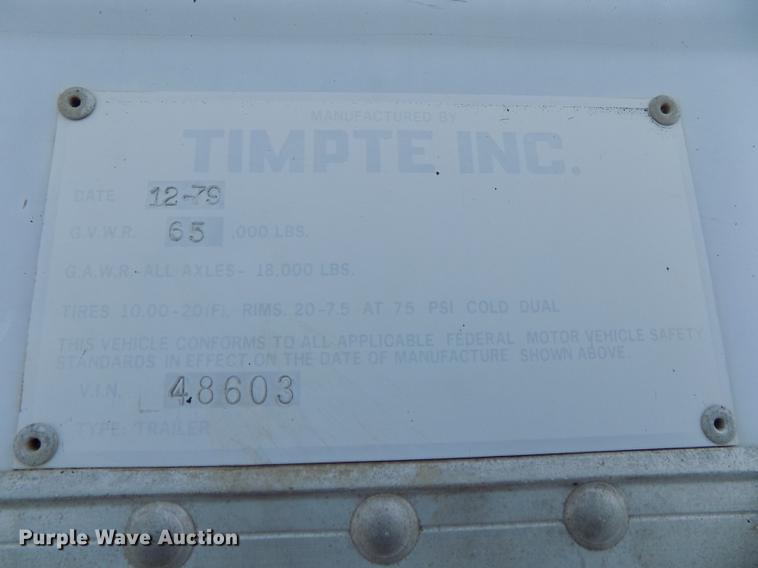 MANUFACTURED BY
TIMPTE INC.
DATE 12-79
G.V.W.R. 65 ,000 LBS.
G.A.W.R.-ALL AXLES- 18,000 LBS.
TIRES 10.00-20(F), RIMS. 20-7.5 AT 75 PSI COLD DUAL
THIS VEHICLE CONFORMS TO ALL APPLICABLE FEDERAL MOTOR VEHICLE SAFETY
STANDARDS IN EFFECT ON THE DATE OF MANUFACTURE SHOWN ABOVE.
V.I.N. 48603
TYPE: TRAILER
Purple Wave Auction